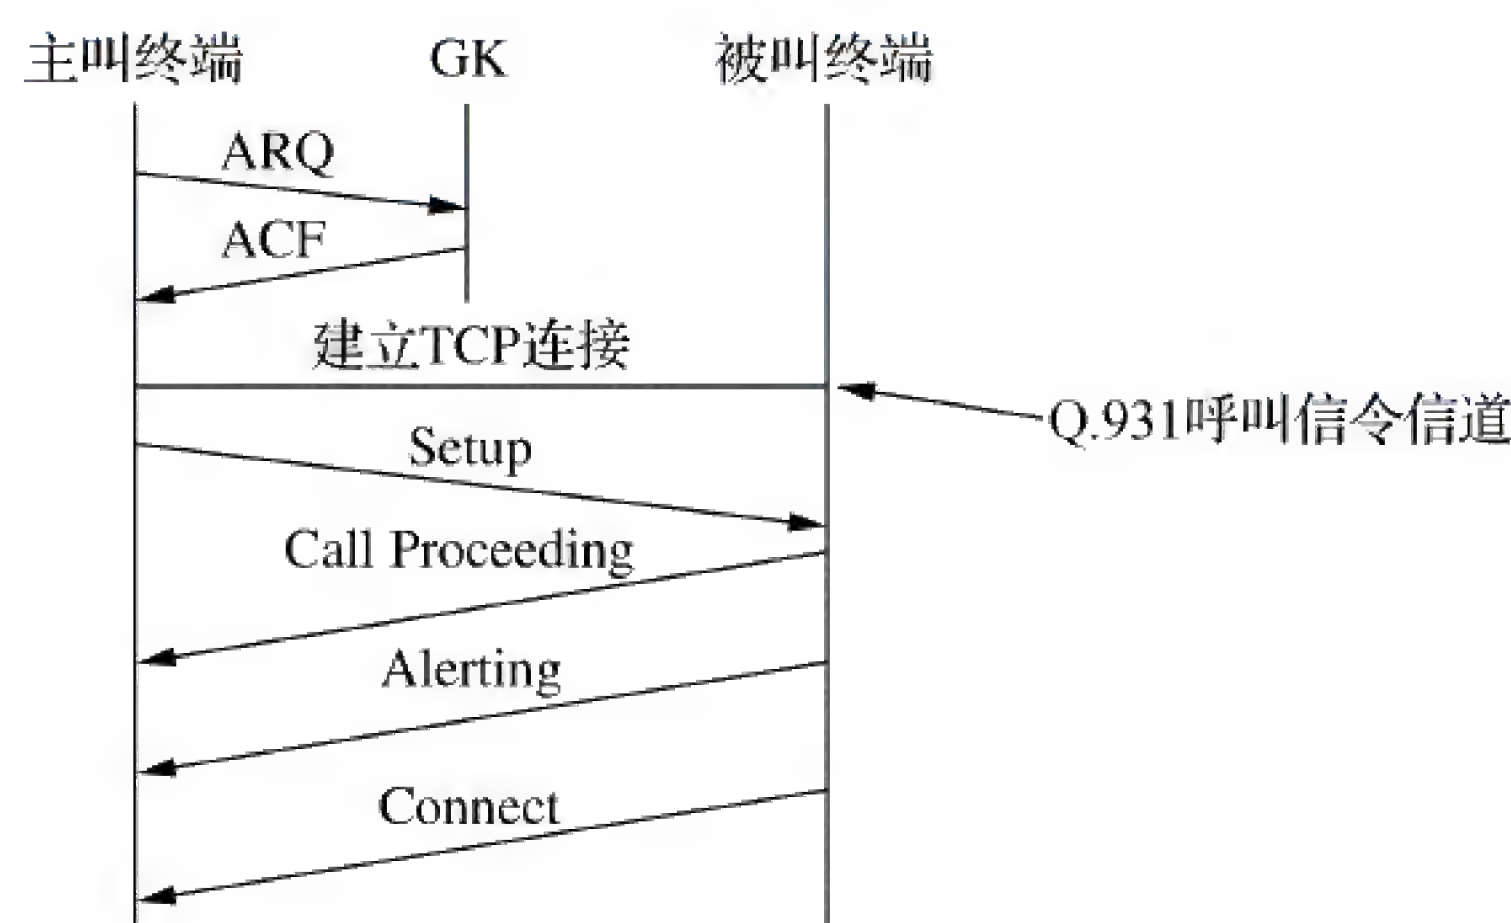 主叫终端 GK 被叫终端
ARQ
ACF
建立TCP连接
Q.931呼叫信令信道
Setup
Call Proceeding
Alerting
Connect